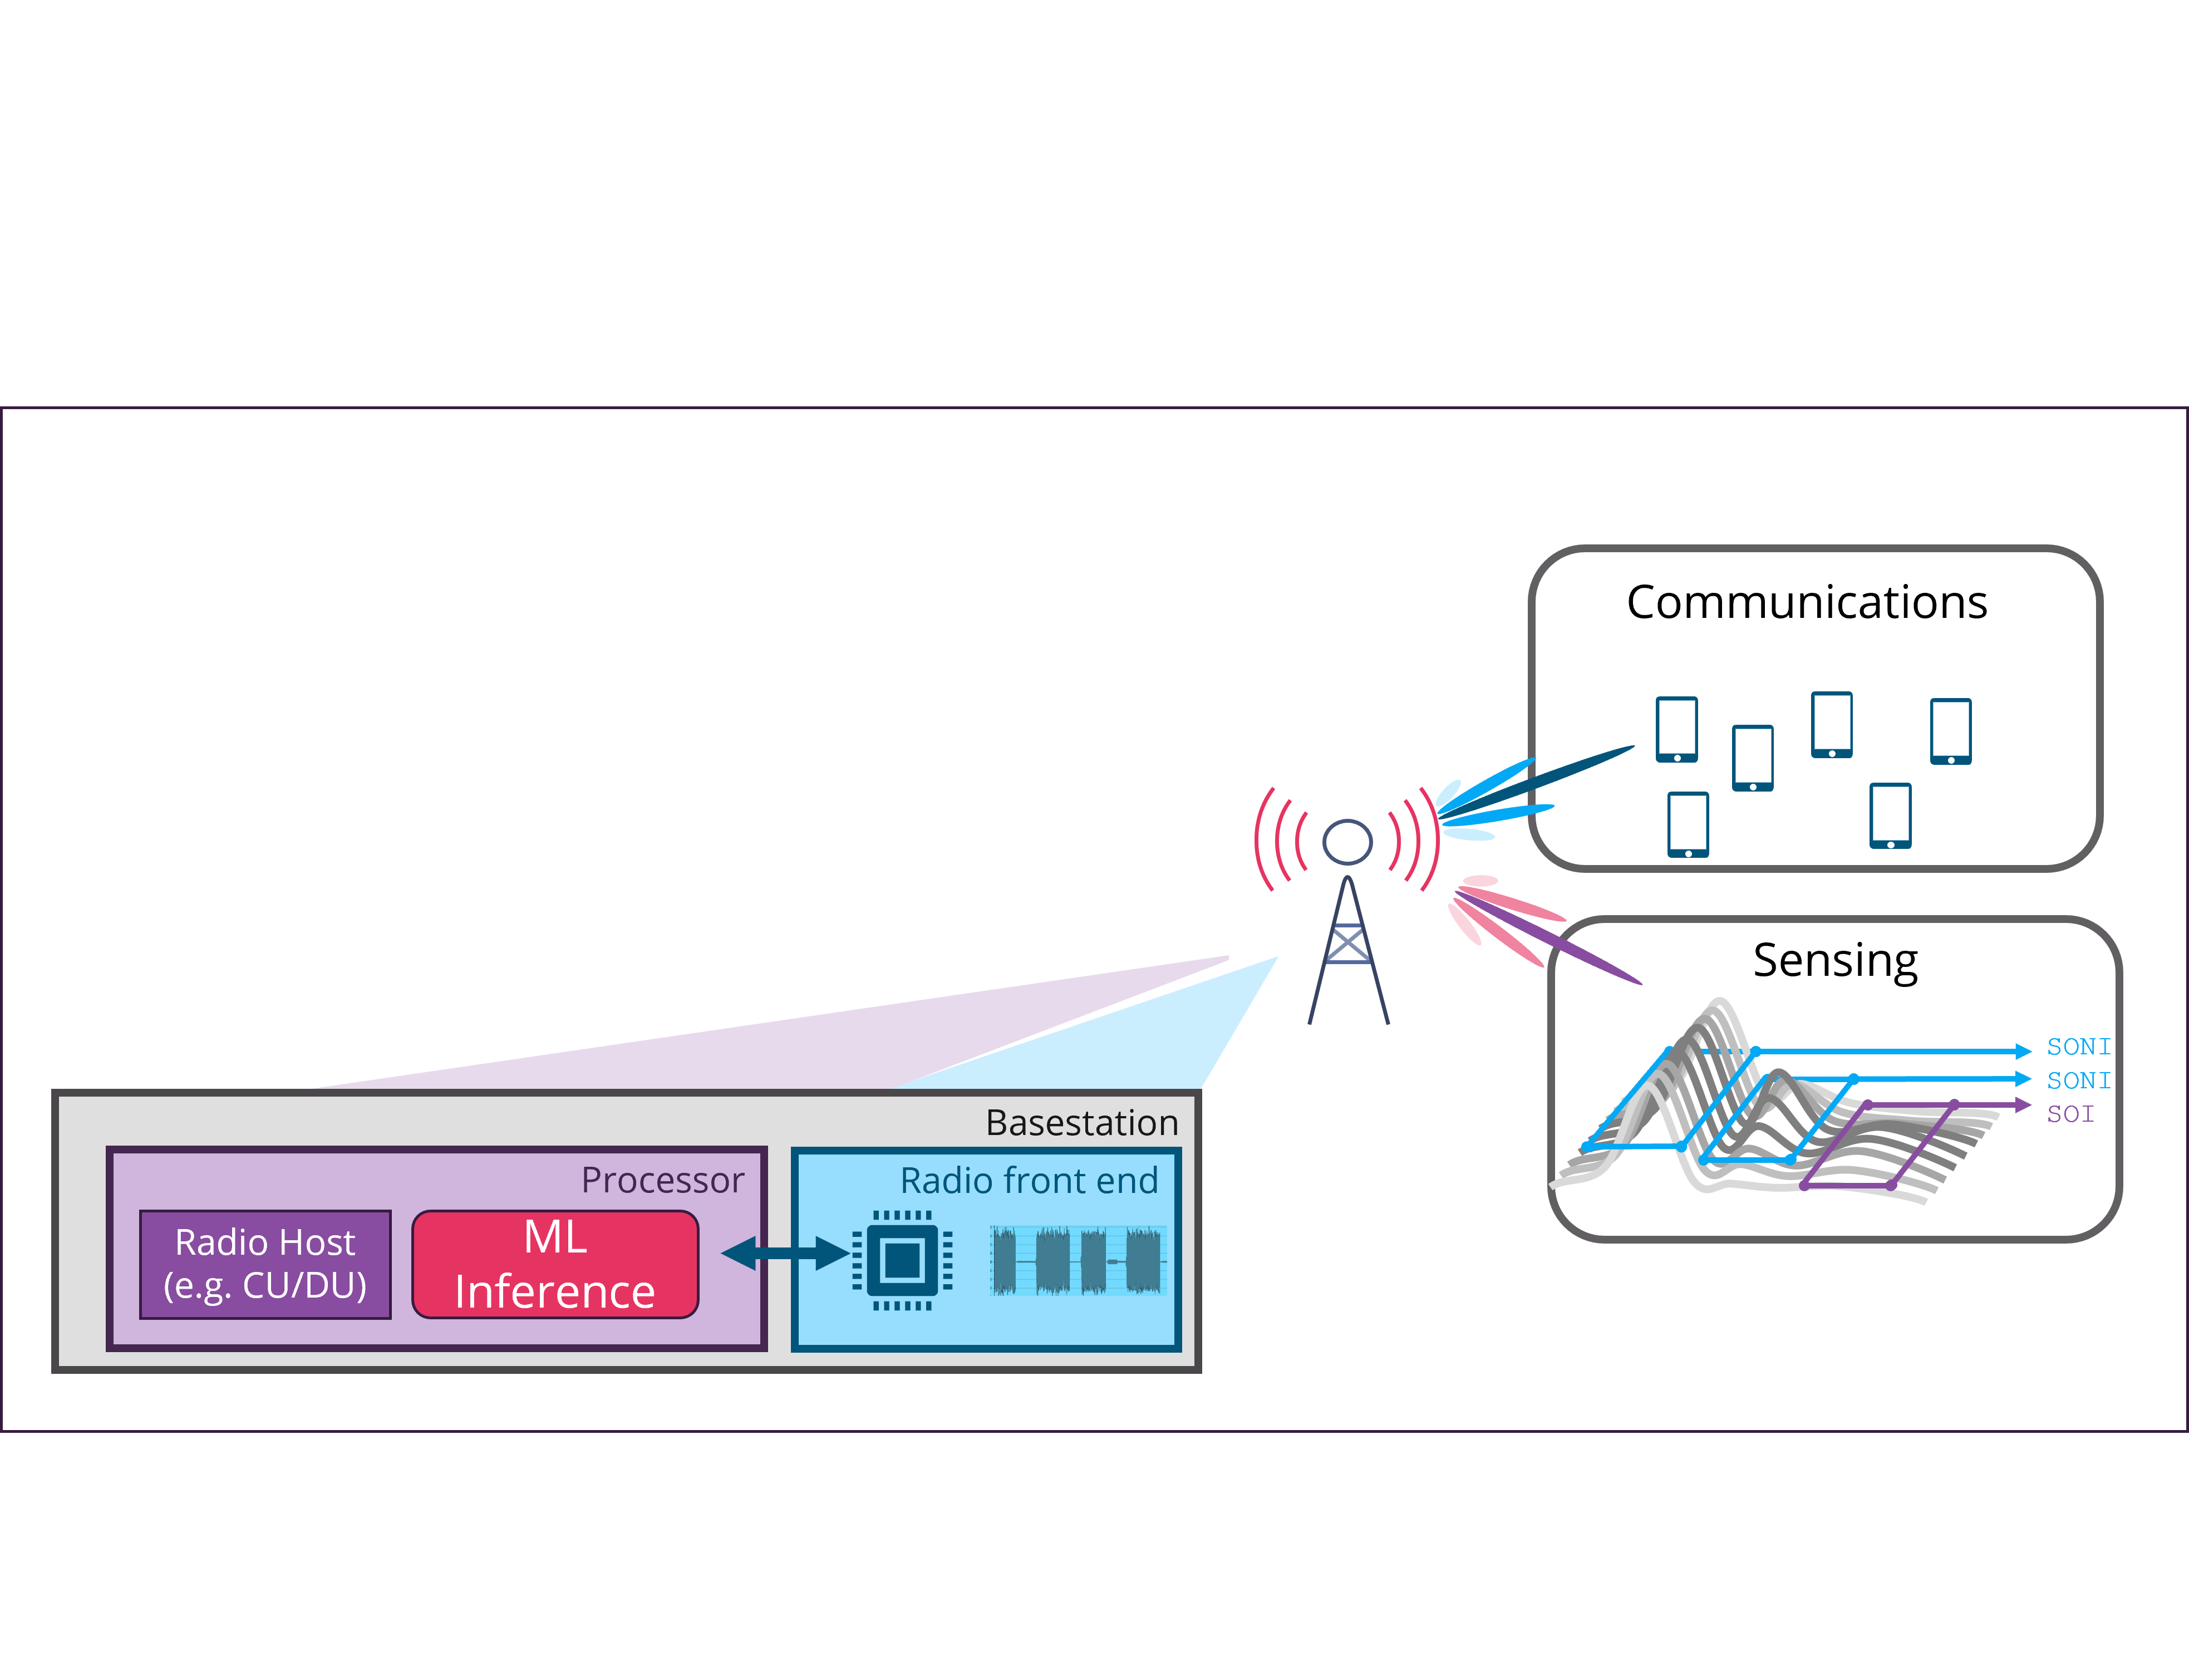 Communications
Sensing
SONI
SONI
SOI
Basestation
Processor
Radio Host
(e.g. CU/DU)
ML
Inference
Radio front end